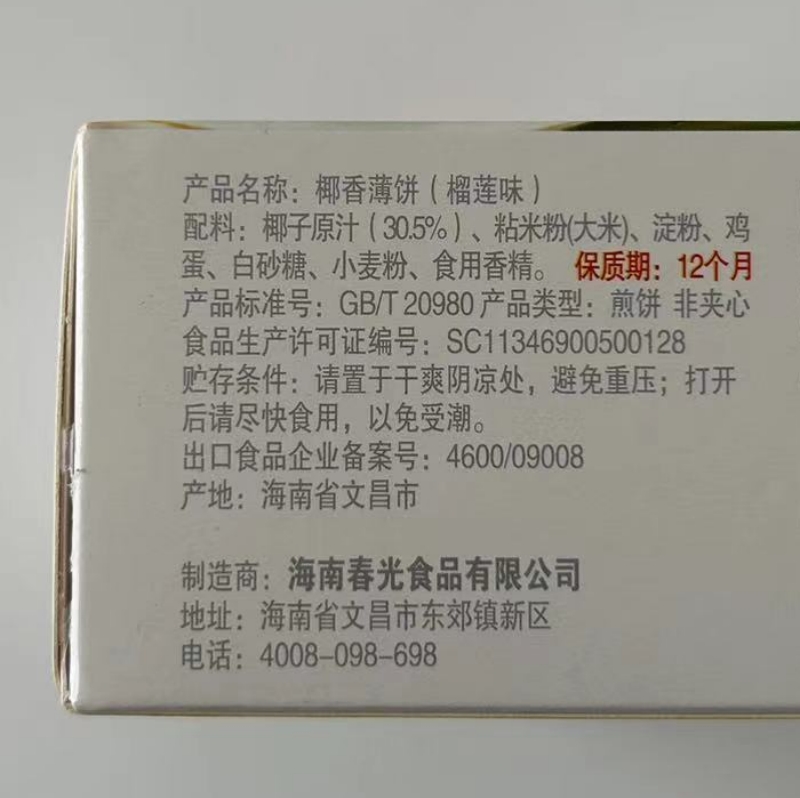 产品名称：椰香薄饼（榴莲味）
配料：椰子原汁（30.5%）、粘米粉(大米)、淀粉、鸡
蛋、白砂糖、小麦粉、食用香精。 保质期：12个月
产品标准号：GB/T 20980 产品类型：煎饼 非夹心
食品生产许可证编号：SC11346900500128
贮存条件：请置于干爽阴凉处，避免重压；打开
后请尽快食用，以免受潮。
出口食品企业备案号：4600/09008
产地：海南省文昌市
制造商：海南春光食品有限公司
地址：海南省文昌市东郊镇新区
电话：4008-098-698